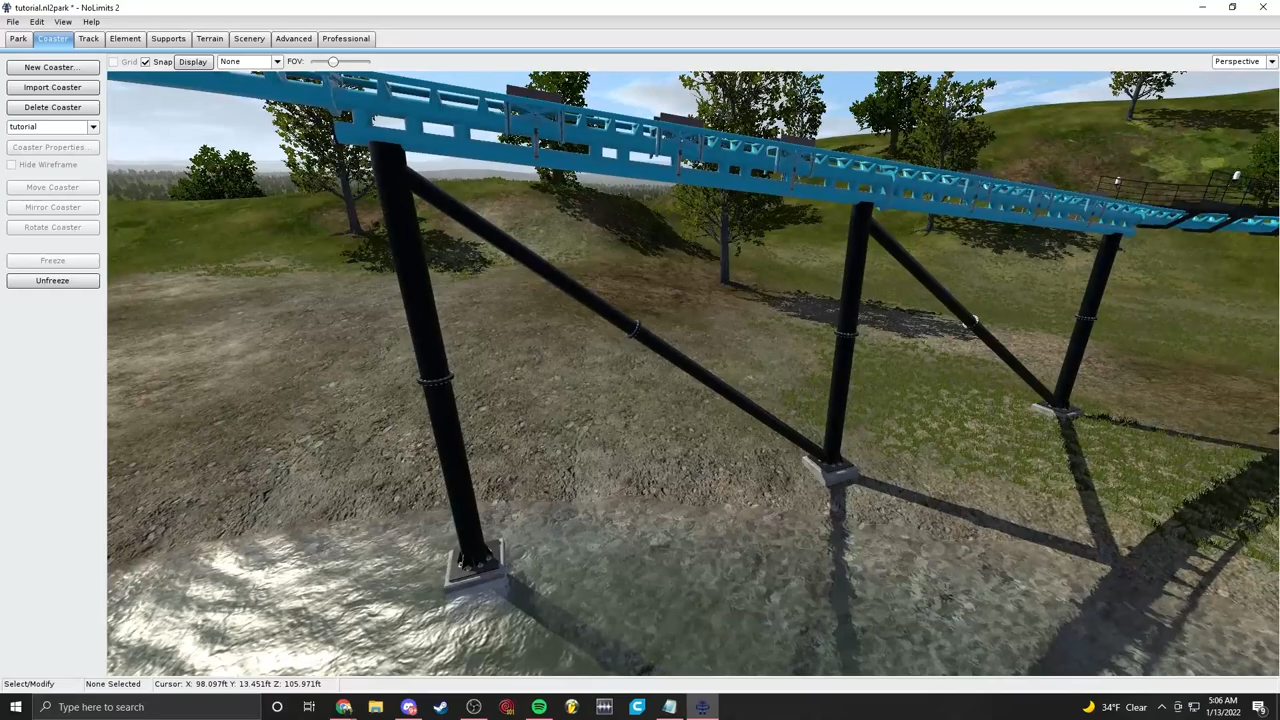 tutorial.nl2park * - NoLimits 2
File Edit View Help
Park Coaster Track Element Supports Terrain Scenery Advanced Professional
Grid Snap Display None FOV: Perspective
New Coaster...
Import Coaster
Delete Coaster
tutorial
Coaster Properties...
Hide Wireframe
Move Coaster
Mirror Coaster
Rotate Coaster
Freeze
Unfreeze
Select/Modify None Selected Cursor: X: 98.097ft Y: 13.451ft Z: 105.971ft
Type here to search
34°F Clear
5:06 AM
1/13/2022